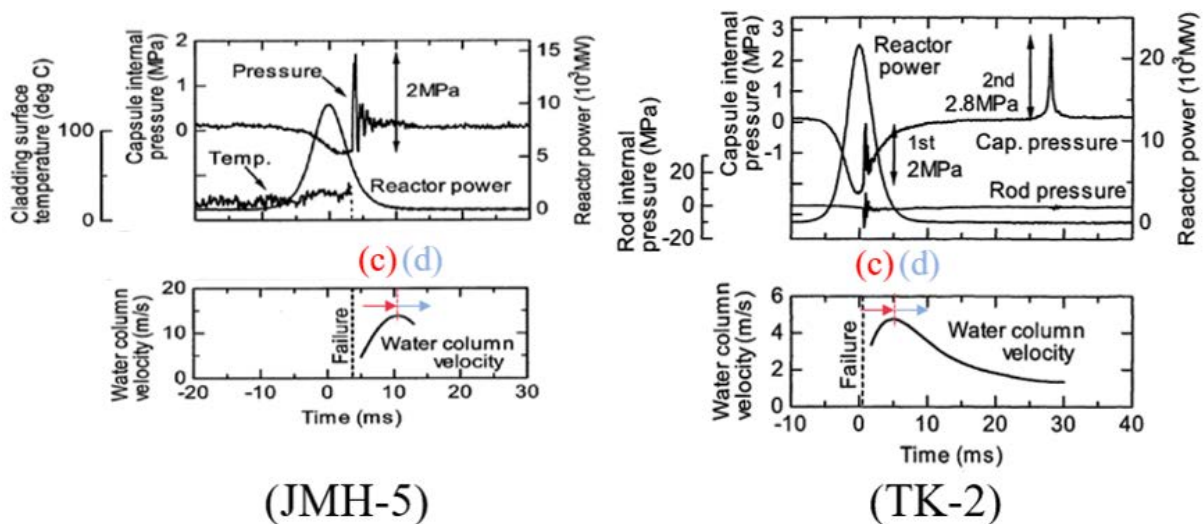 Cladding surface
temperature (deg C)
100
0
Capsule internal
pressure (MPa)
2
1
0
Pressure
2MPa
Temp.
Reactor power
15
10
5
0
Reactor power (10³MW)
(c) (d)
Water column
velocity (m/s)
20
10
0
Failure
Water column
velocity
-20 -10 0 10 20 30
Time (ms)
(JMH-5)
Rod internal
pressure (MPa)
20
0
-20
Capsule internal
pressure (MPa)
3
2
1
0
-1
Reactor
power
2nd
2.8MPa
1st
2MPa
Cap. pressure
Rod pressure
20
10
0
Reactor power (10³MW)
(c) (d)
Water column
velocity (m/s)
6
4
2
0
Failure
Water column
velocity
-10 0 10 20 30 40
Time (ms)
(TK-2)